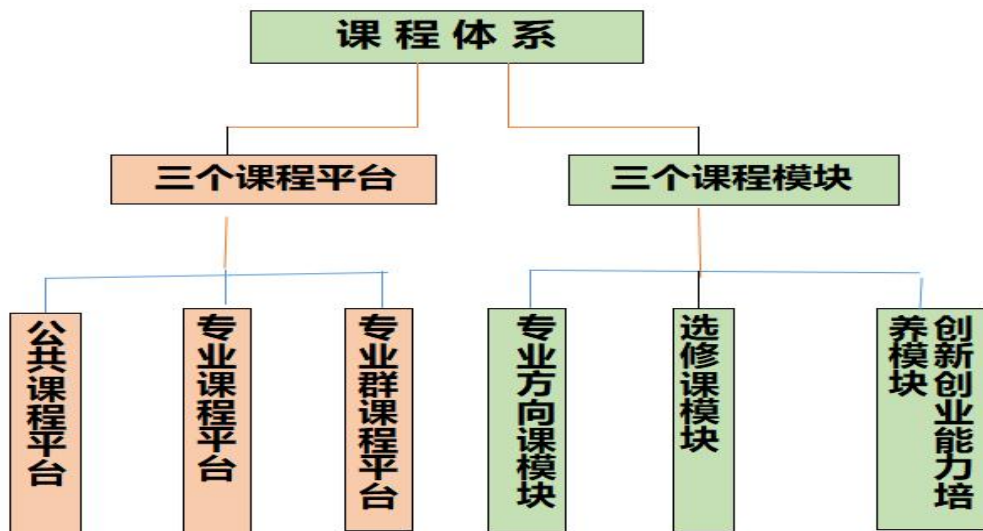 课程体系
三个课程平台
三个课程模块
公共课程平台
专业课程平台
专业群课程平台
专业方向课模块
选修课模块
创新创业能力培
养模块